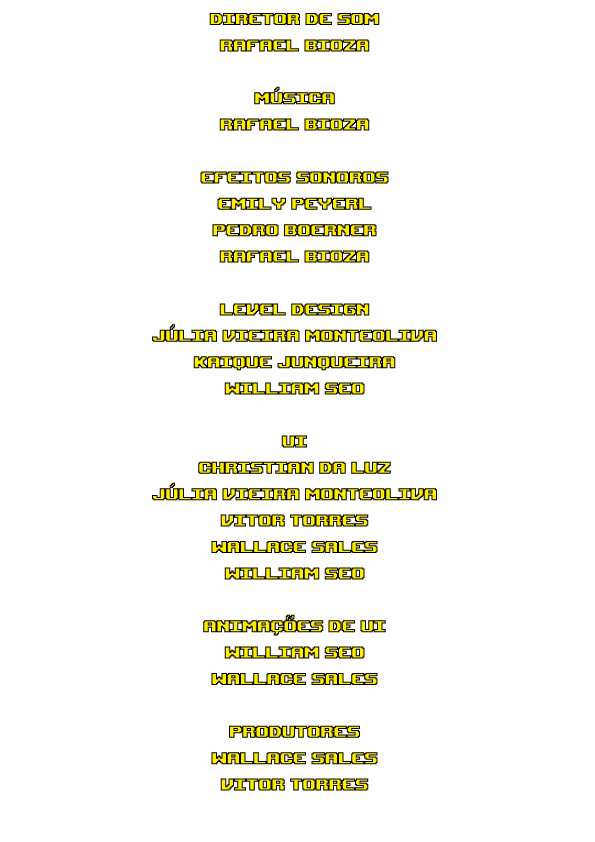 DIRETOR DE SOM
RAFAEL BIOZA
MÚSICA
RAFAEL BIOZA
EFEITOS SONOROS
EMILY PEYERL
PEDRO BOERNER
RAFAEL BIOZA
LEVEL DESIGN
JÚLIA VIEIRA MONTEOLIVA
KAIQUE JUNQUEIRA
WILLIAM SEO
UI
CHRISTIAN DA LUZ
JÚLIA VIEIRA MONTEOLIVA
VITOR TORRES
WALLACE SALES
WILLIAM SEO
ANIMAÇÕES DE UI
WILLIAM SEO
WALLACE SALES
PRODUTORES
WALLACE SALES
VITOR TORRES